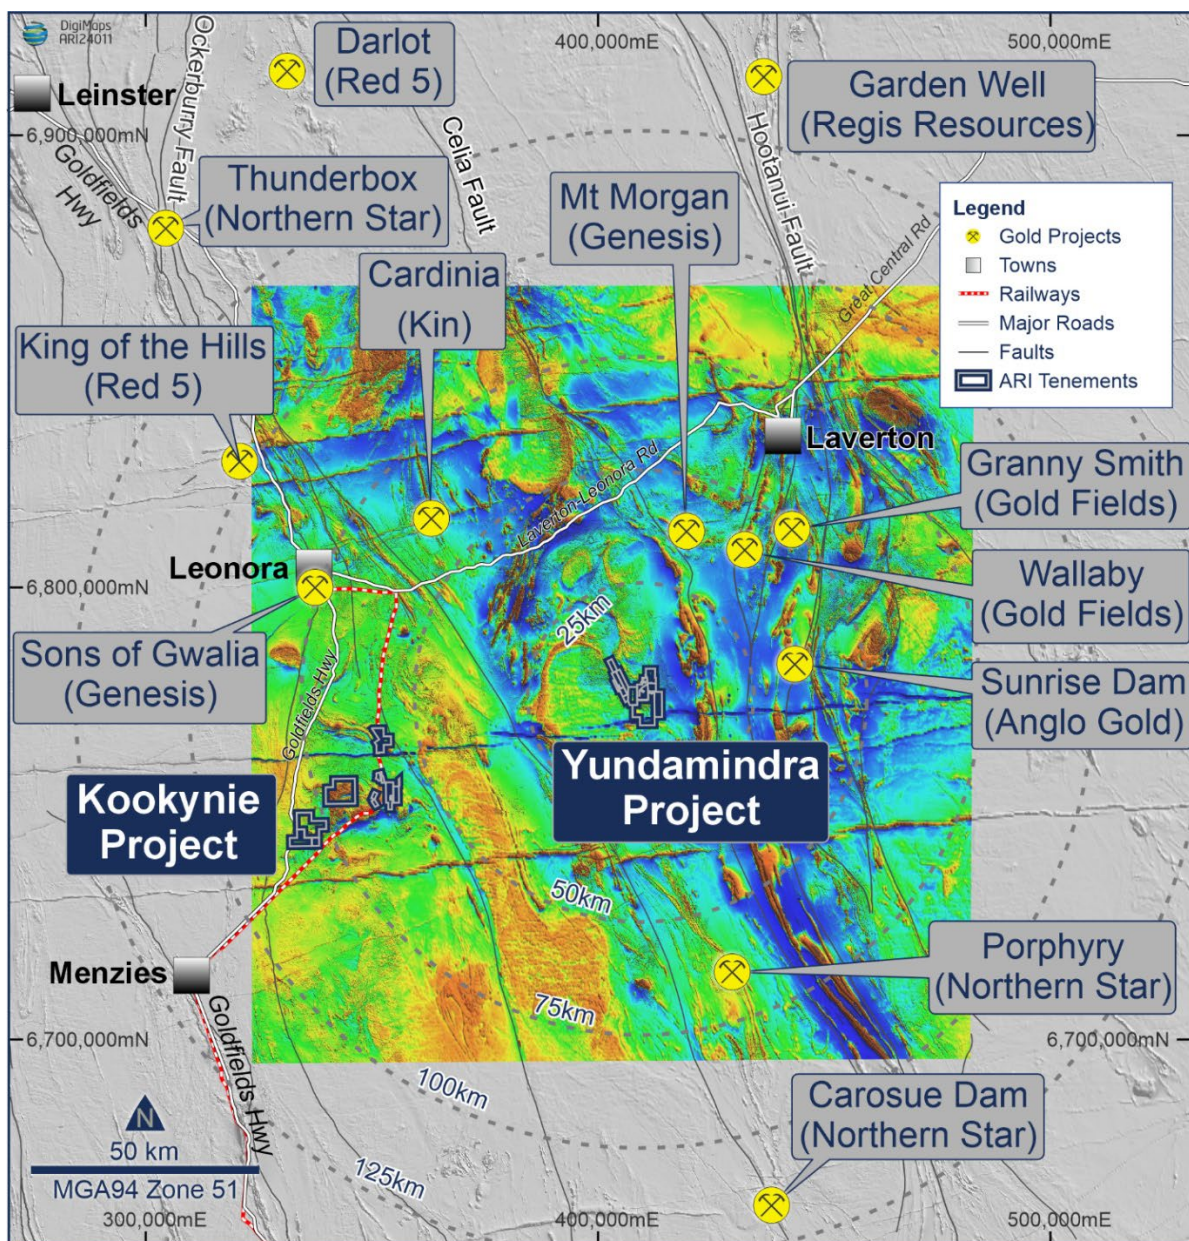 DigiMaps
ARI24011
400,000mE
500,000mE
Ockerburry Fault
Darlot
(Red 5)
Garden Well
(Regis Resources)
Leinster
6,900,000mN
Goldfields
Hwy
Celia Fault
Hootanui Fault
Thunderbox
(Northern Star)
Mt Morgan
(Genesis)
Great Central Rd
Legend
Gold Projects
Towns
Railways
Major Roads
Faults
ARI Tenements
Cardinia
(Kin)
King of the Hills
(Red 5)
Laverton
Laverton-Leonora Rd
Granny Smith
(Gold Fields)
Leonora
6,800,000mN
Wallaby
(Gold Fields)
25km
Sons of Gwalia
(Genesis)
Goldfields Hwy
Sunrise Dam
(Anglo Gold)
Kookynie
Project
Yundamindra
Project
50km
Menzies
Porphyry
(Northern Star)
75km
Goldfields Hwy
6,700,000mN
6,700,000mN
100km
Carosue Dam
(Northern Star)
N
50 km
125km
MGA94 Zone 51
300,000mE
400,000mE
500,000mE